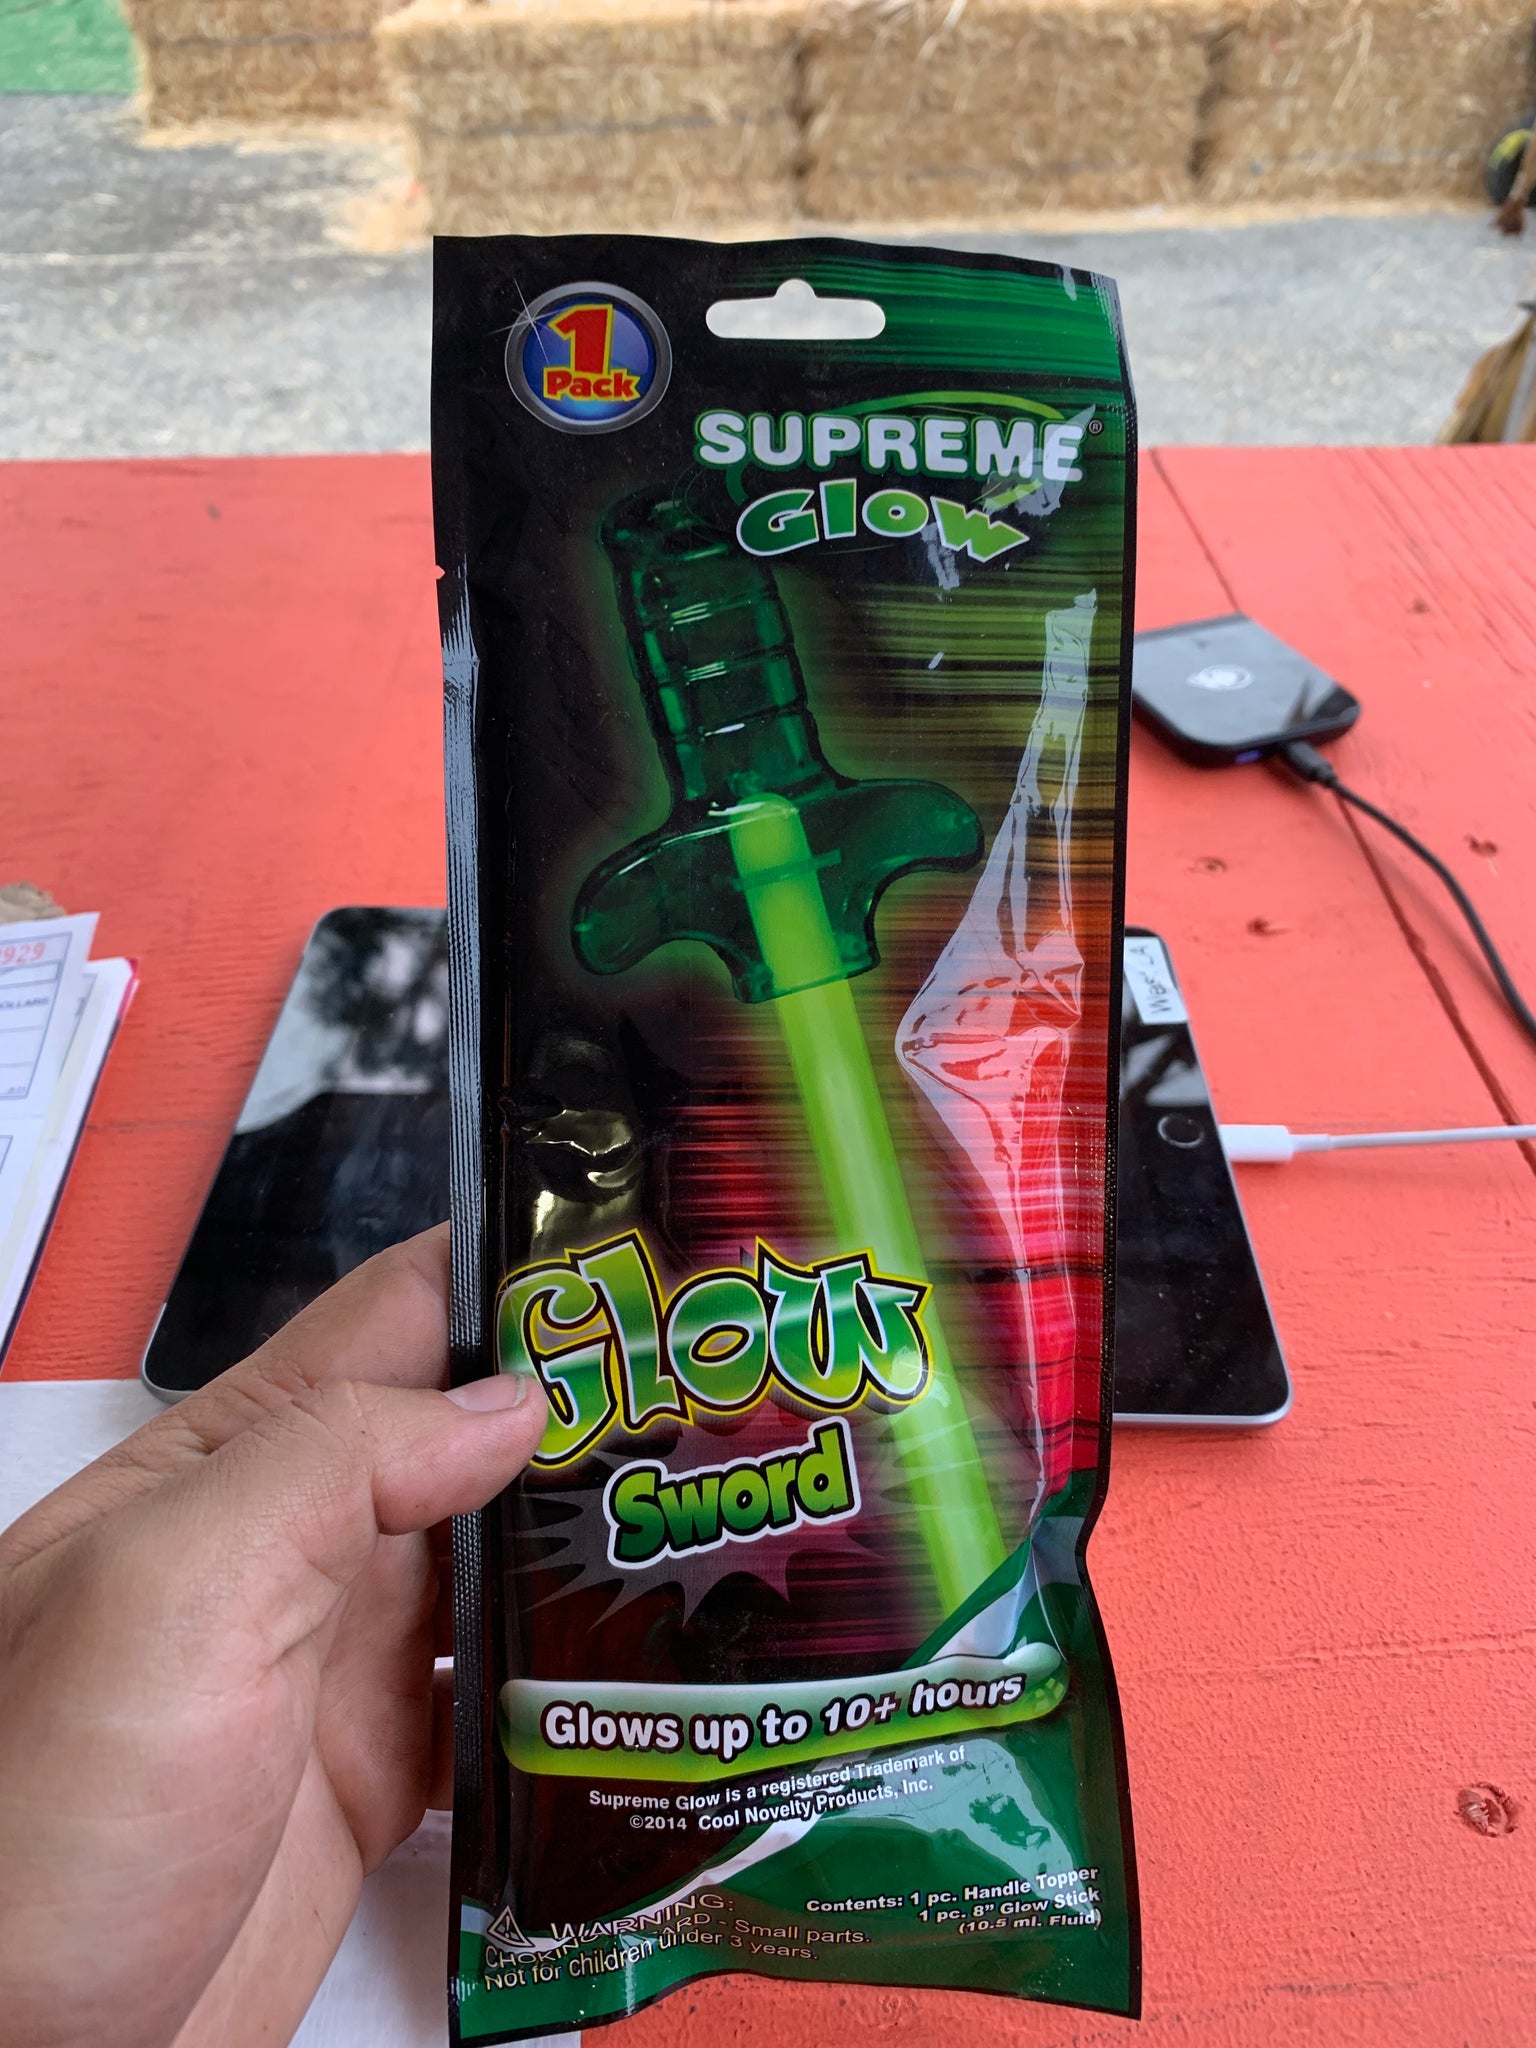 1
Pack
SUPREME®
Glow
Glow
Sword
Glows up to 10+ hours
Supreme Glow is a registered Trademark of
©2014 Cool Novelty Products, Inc.
Contents: 1 pc. Handle Topper
1 pc. 8" Glow Stick
(10.5 ml. Fluid)
WARNING:
Small parts.
Not for children under 3 years.
929
DOLLARS